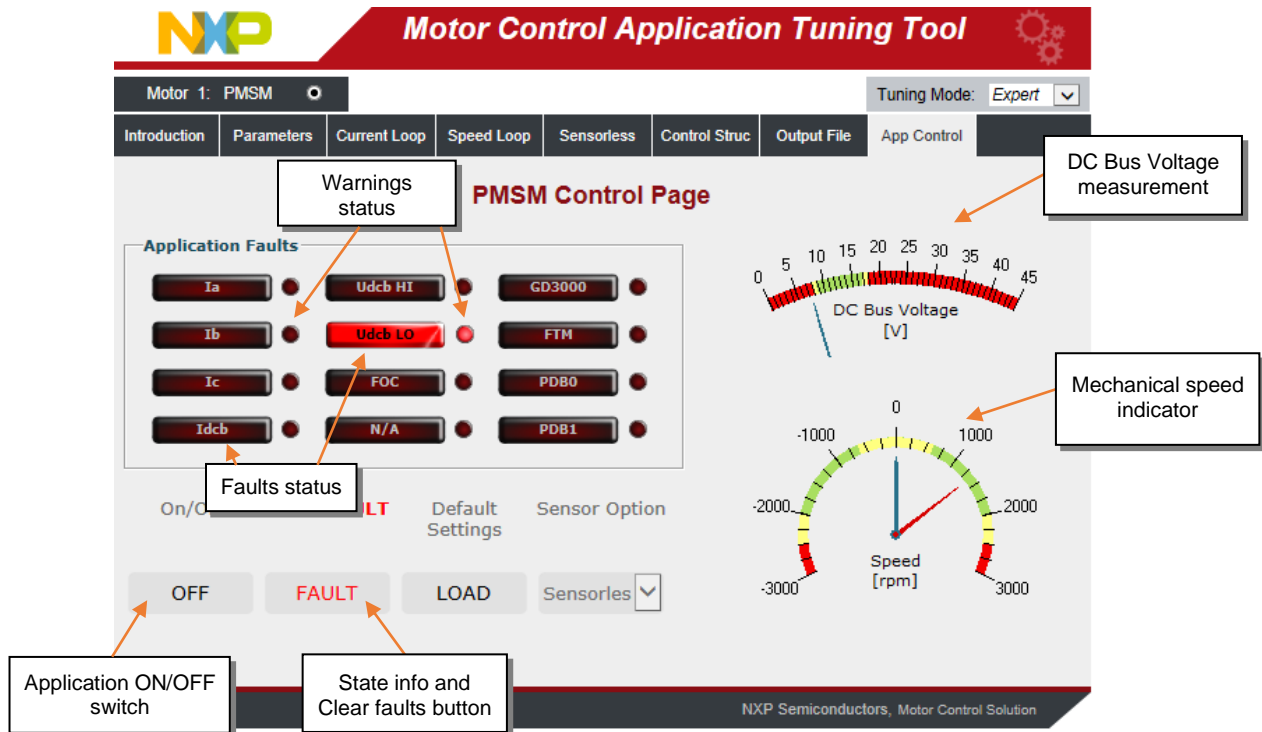 NXP
Motor Control Application Tuning Tool
Motor 1: PMSM
Tuning Mode: Expert
Introduction Parameters Current Loop Speed Loop Sensorless Control Struc Output File App Control
DC Bus Voltage
measurement
Warnings
status
PMSM Control Page
Application Faults
Ia Udcb HI GD3000
Ib Udcb LO FTM
Ic FOC PDB0
Idcb N/A PDB1
Faults status
0 5 10 15 20 25 30 35 40 45
DC Bus Voltage
[V]
Mechanical speed
indicator
-3000 -2000 -1000 0 1000 2000 3000
Speed
[rpm]
On/O
LT
Default
Settings
Sensor Option
OFF FAULT LOAD Sensorles
Application ON/OFF
switch
State info and
Clear faults button
NXP Semiconductors, Motor Control Solution